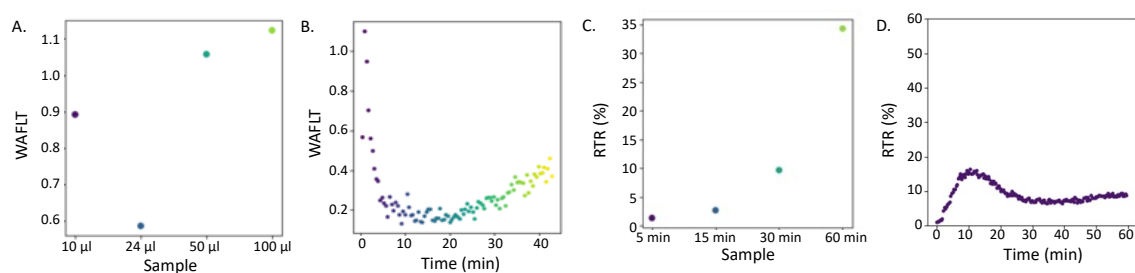 A.
WAFLT
1.1
1.0
0.9
0.8
0.7
0.6
10 µl 24 µl 50 µl 100 µl
Sample
B.
WAFLT
1.0
0.8
0.6
0.4
0.2
0 10 20 30 40
Time (min)
C.
RTR (%)
35
30
25
20
15
10
5
0
5 min 15 min 30 min 60 min
Sample
D.
RTR (%)
60
50
40
30
20
10
0
0 10 20 30 40 50 60
Time (min)